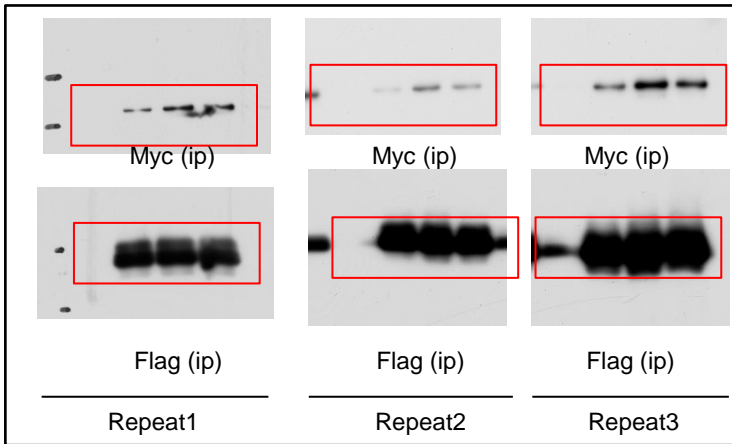 Myc (ip) Myc (ip) Myc (ip)
Flag (ip) Flag (ip) Flag (ip)
Repeat1 Repeat2 Repeat3